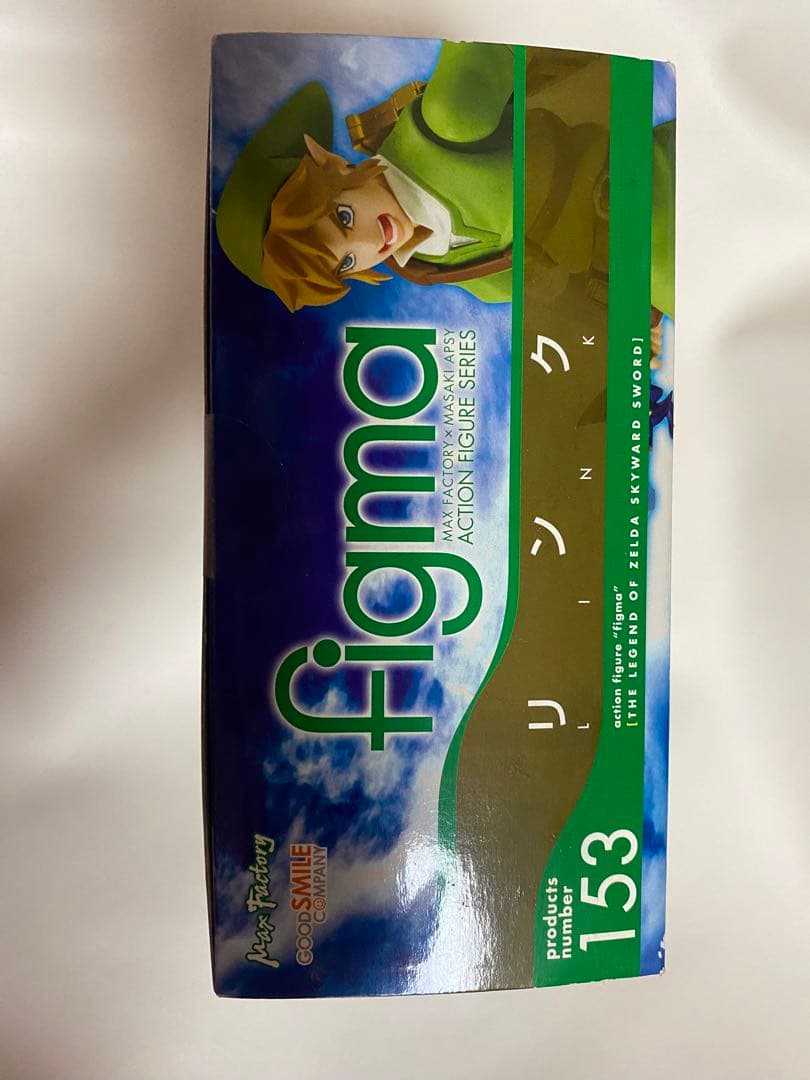 Max Factory
GOOD SMILE
COMPANY
figma
MAX FACTORY × MASAKI APSY
ACTION FIGURE SERIES
リンク
LINK
products
number
153
action figure "figma"
[THE LEGEND OF ZELDA SKYWARD SWORD]